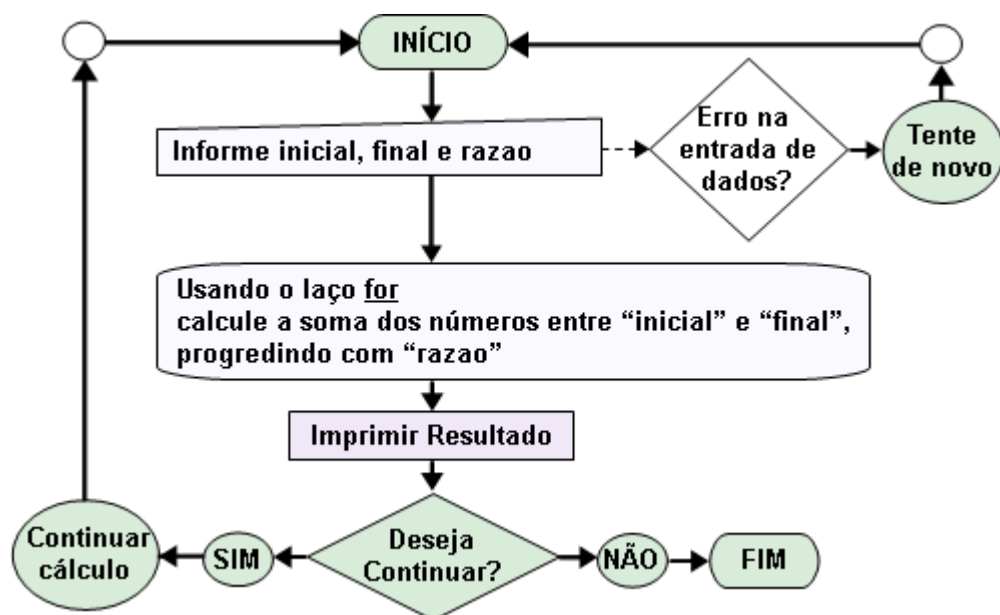 INÍCIO
Informe inicial, final e razao
Erro na
entrada de
dados?
Tente
de novo
Usando o laço for
calcule a soma dos números entre “inicial” e “final”,
progredindo com “razao”
Imprimir Resultado
Deseja
Continuar?
SIM
Continuar
cálculo
NÃO
FIM